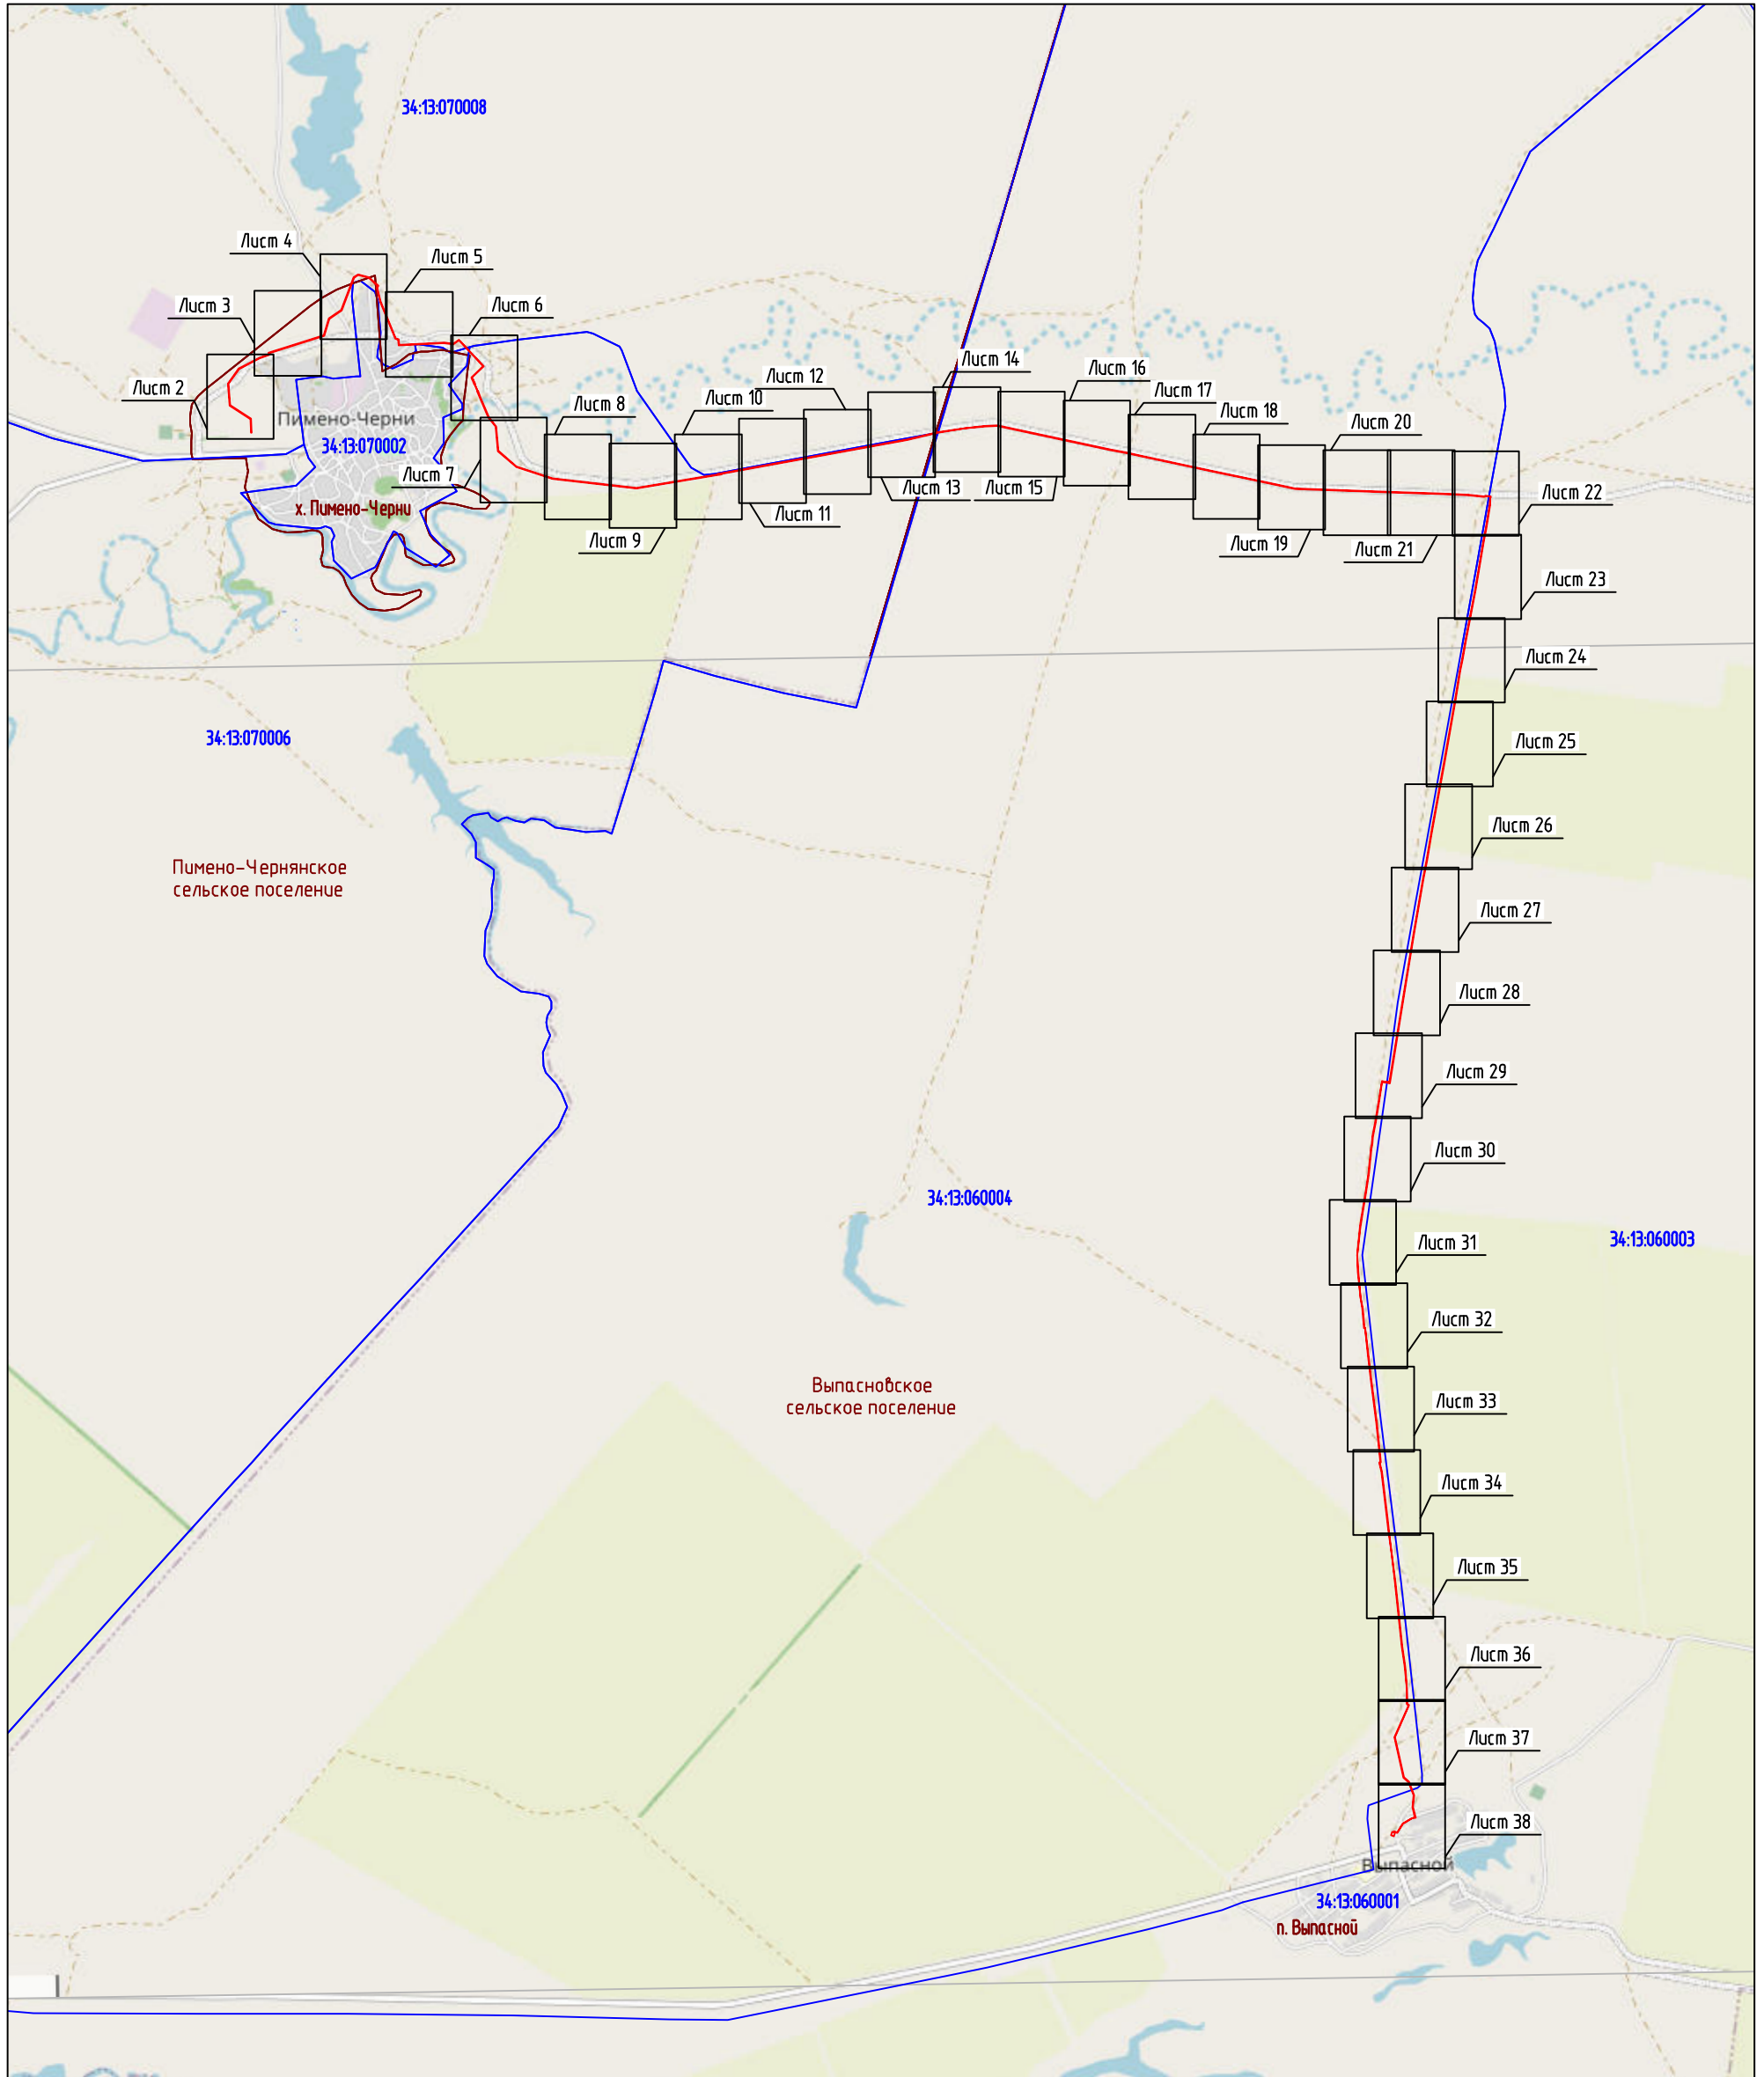 34:13:070008
Лист 4
Лист 5
Лист 3
Лист 6
Лист 14
Лист 12
Лист 16
Лист 2
Лист 17
Лист 8
Лист 10
Лист 18
Пимено-Черни
Лист 20
34:13:070002
Лист 7
Лист 13
Лист 15
Лист 22
х. Пимено-Черни
Лист 11
Лист 9
Лист 19
Лист 21
Лист 23
Лист 24
34:13:070006
Лист 25
Лист 26
Пимено-Чернянское
сельское поселение
Лист 27
Лист 28
Лист 29
Лист 30
34:13:060004
34:13:060003
Лист 31
Лист 32
Выпасновское
сельское поселение
Лист 33
Лист 34
Лист 35
Лист 36
Лист 37
Лист 38
Выпасной
34:13:060001
п. Выпасной